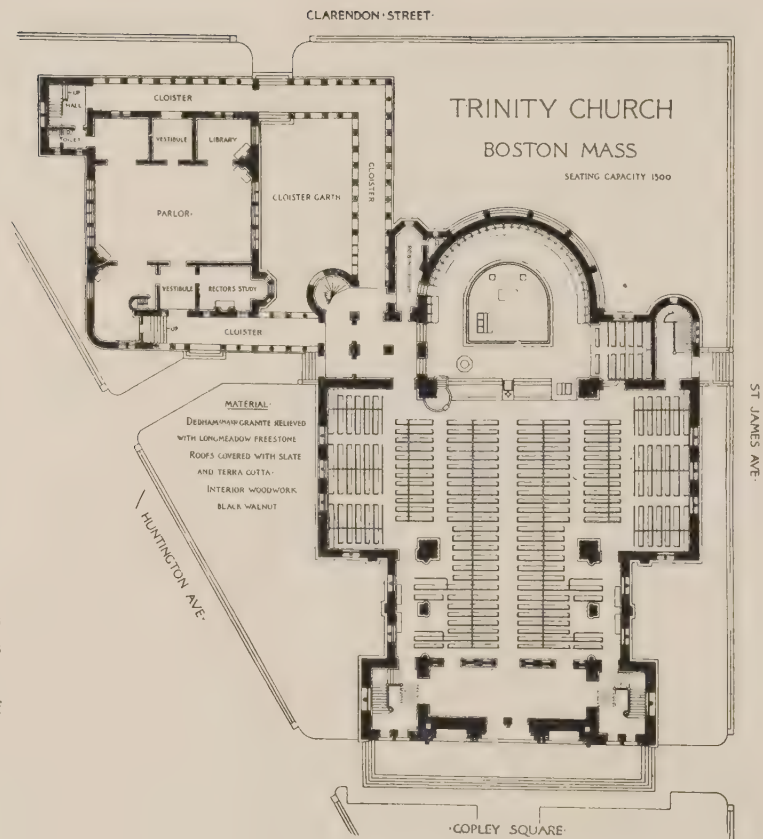 CLARENDON·STREET·
UP
HALL
TOILET
CLOISTER
VESTIBULE
LIBRARY
CLOISTER
CLOISTER GARTH
PARLOR·
VESTIBULE
RECTORS STUDY
UP
CLOISTER
TRINITY CHURCH
BOSTON MASS
SEATING CAPACITY 1500
MATERIAL·
DEDHAM GRANITE RELIEVED
WITH LONGMEADOW FREESTONE
ROOFS COVERED WITH SLATE
AND TERRA COTTA·
INTERIOR WOODWORK
BLACK WALNUT
HUNTINGTON AVE·
ST JAMES AVE·
·COPLEY SQUARE·